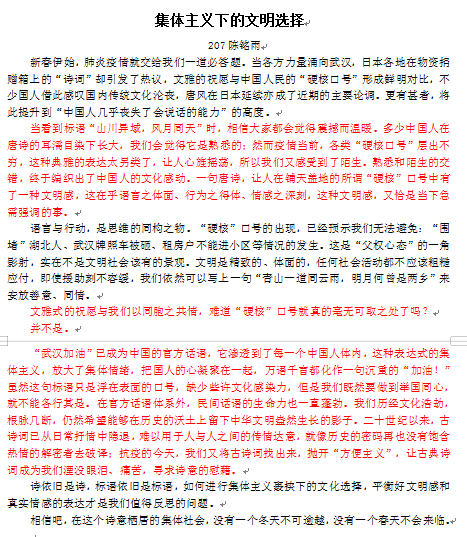 集体主义下的文明选择
207 陈铭雨
新春伊始，肺炎疫情就交给我们一道必答题。当各方力量涌向武汉，日本各地在物资捐
赠箱上的“诗词”却引发了热议，文雅的祝愿与中国人民的“硬核口号”形成鲜明对比，不
少国人借此感叹国内传统文化沦丧，唐风在日本延续亦成了近期的主要论调。更有甚者，将
此提升到“中国人几乎丧失了会说话的能力”的高度。
当看到标语“山川异域，风月同天”时，相信大家都会觉得震撼而温暖。多少中国人在
唐诗的耳濡目染下长大，我们会觉得它是熟悉的；然而疫情当前，各类“硬核口号”层出不
穷，这种典雅的表达太另类了，让人心旌摇荡，所以我们又感受到了陌生。熟悉和陌生的交
错，终于编织出了中国人的文化感动。一句唐诗，让人在铺天盖地的所谓“硬核口号”中有
了一种文明感，这在乎语言之体面、行为之得体、情感之深刻，这种文明感，又恰是当下急
需强调的事。
语言与行动，是思维的同构之物。“硬核”口号的出现，已经预示我们无法避免：“围
堵”湖北人、武汉牌照车被砸、租房户不能进小区等情况的发生。这是“父权心态”的一角
影射，实在不是文明社会该有的景观。文明是精致的、体面的，任何社会活动都不应该粗糙
应付，即使援助刻不容缓，我们依然可以写上一句“青山一道同云雨，明月何曾是两乡”来
安放善意、同情。
文雅式的祝愿与我们以同胞之共情，难道“硬核”口号就真的毫无可取之处了吗？
并不是。
“武汉加油”已成为中国的官方话语，它渗透到了每一个中国人体内，这种表达式的集
体主义，放大了集体情绪，把国人的心凝聚在一起，万语千言都化作一句沉重的“加油！”
虽然这句标语只是浮在表面的口号，缺少些许文化感染力，但是我们既然要做到举国同心，
就不能各行其是。在官方话语体系外，民间话语的生命力也一直蓬勃。我们历经文化浩劫，
根脉几断，仍然希望能够在历史的沃土上留下中华文明盎然生长的影子。二十世纪以来，古
诗词已从日常抒情中隐退，难以用于人与人之间的传情达意，就像历史的密码再也没有饱含
热情的解密者去破译；抗疫的今天，我们又将古诗词找出来，抛开“方便主义”，让古典诗
词成为我们埋没眼泪、痛苦，寻求诗意的慰藉。
诗依旧是诗，标语依旧是标语，如何进行集体主义裹挟下的文化选择，平衡好文明感和
真实情感的表达才是我们值得反思的问题。
相信吧，在这个诗意栖居的集体社会，没有一个冬天不可逾越，没有一个春天不会来临。